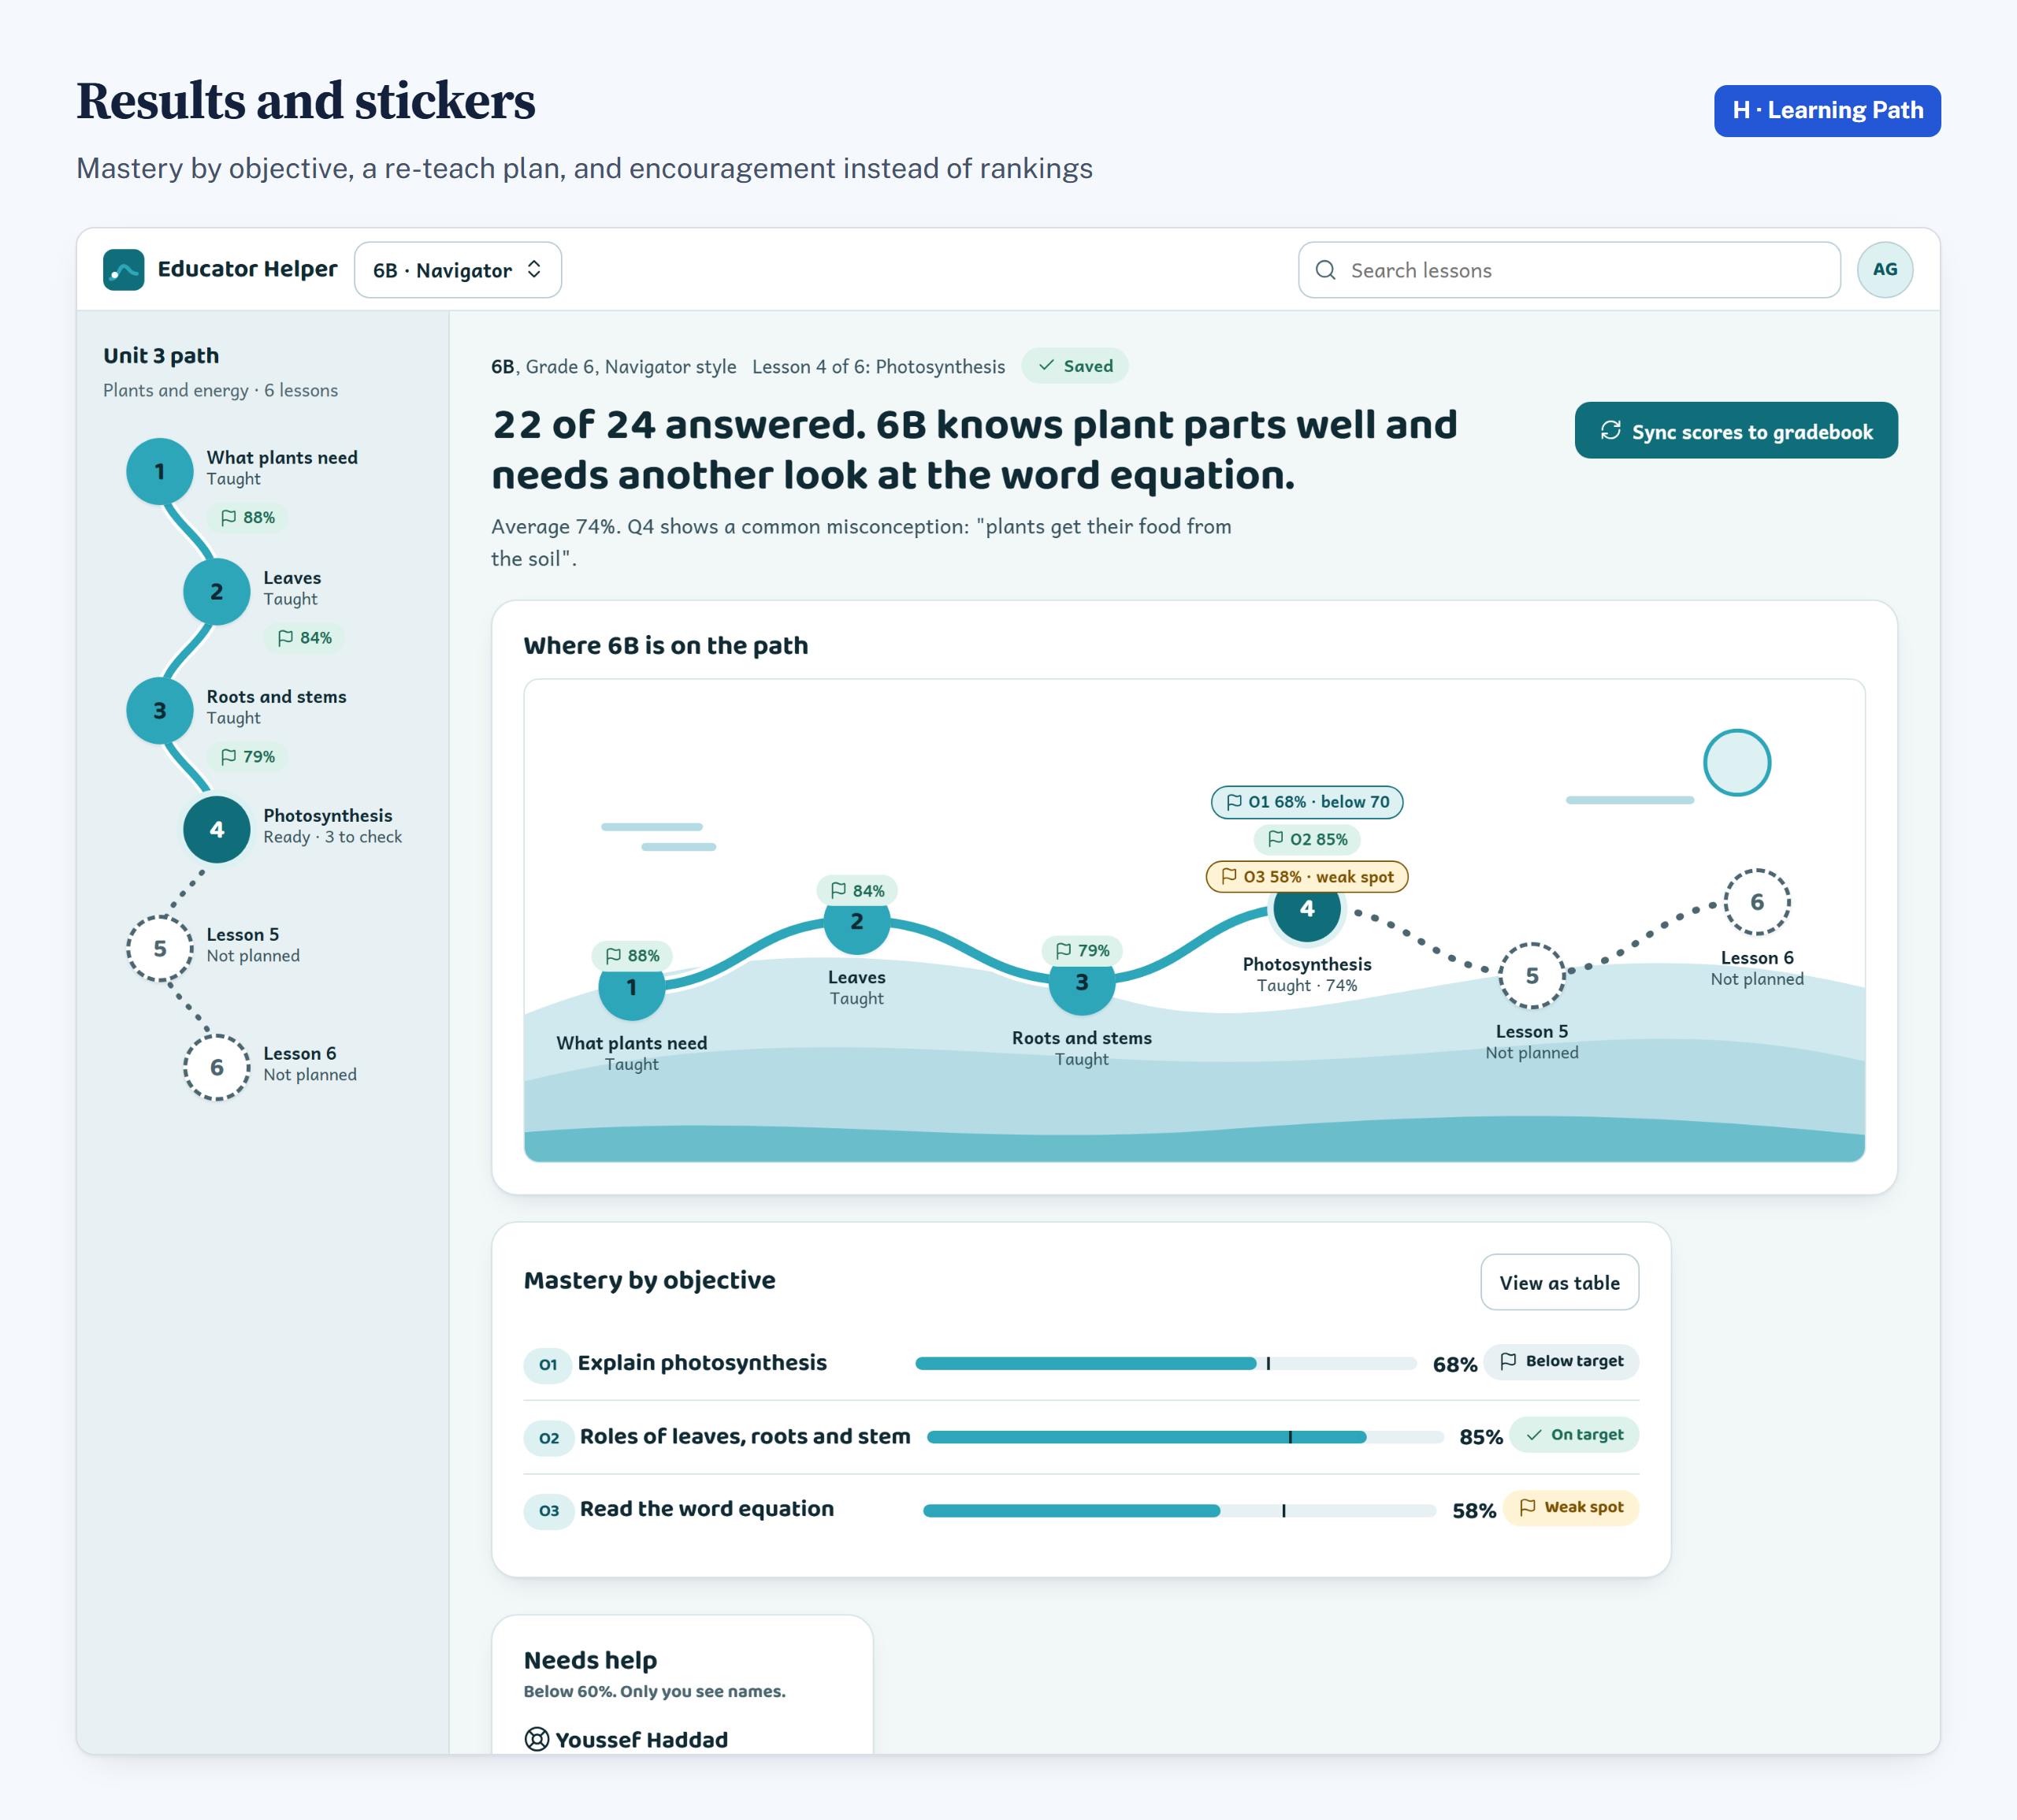 Results and stickers
H · Learning Path
Mastery by objective, a re-teach plan, and encouragement instead of rankings
Educator Helper
6B · Navigator
Search lessons
AG
Unit 3 path
Plants and energy · 6 lessons
1
What plants need
Taught
88%
2
Leaves
Taught
84%
3
Roots and stems
Taught
79%
4
Photosynthesis
Ready · 3 to check
5
Lesson 5
Not planned
6
Lesson 6
Not planned
6B, Grade 6, Navigator style
Lesson 4 of 6: Photosynthesis
Saved
22 of 24 answered. 6B knows plant parts well and
needs another look at the word equation.
Sync scores to gradebook
Average 74%. Q4 shows a common misconception: "plants get their food from
the soil".
Where 6B is on the path
88%
1
What plants need
Taught
84%
2
Leaves
Taught
79%
3
Roots and stems
Taught
O1 68% · below 70
O2 85%
O3 58% · weak spot
4
Photosynthesis
Taught · 74%
5
Lesson 5
Not planned
6
Lesson 6
Not planned
Mastery by objective
View as table
O1 Explain photosynthesis 68% Below target
O2 Roles of leaves, roots and stem 85% On target
O3 Read the word equation 58% Weak spot
Needs help
Below 60%. Only you see names.
Youssef Haddad